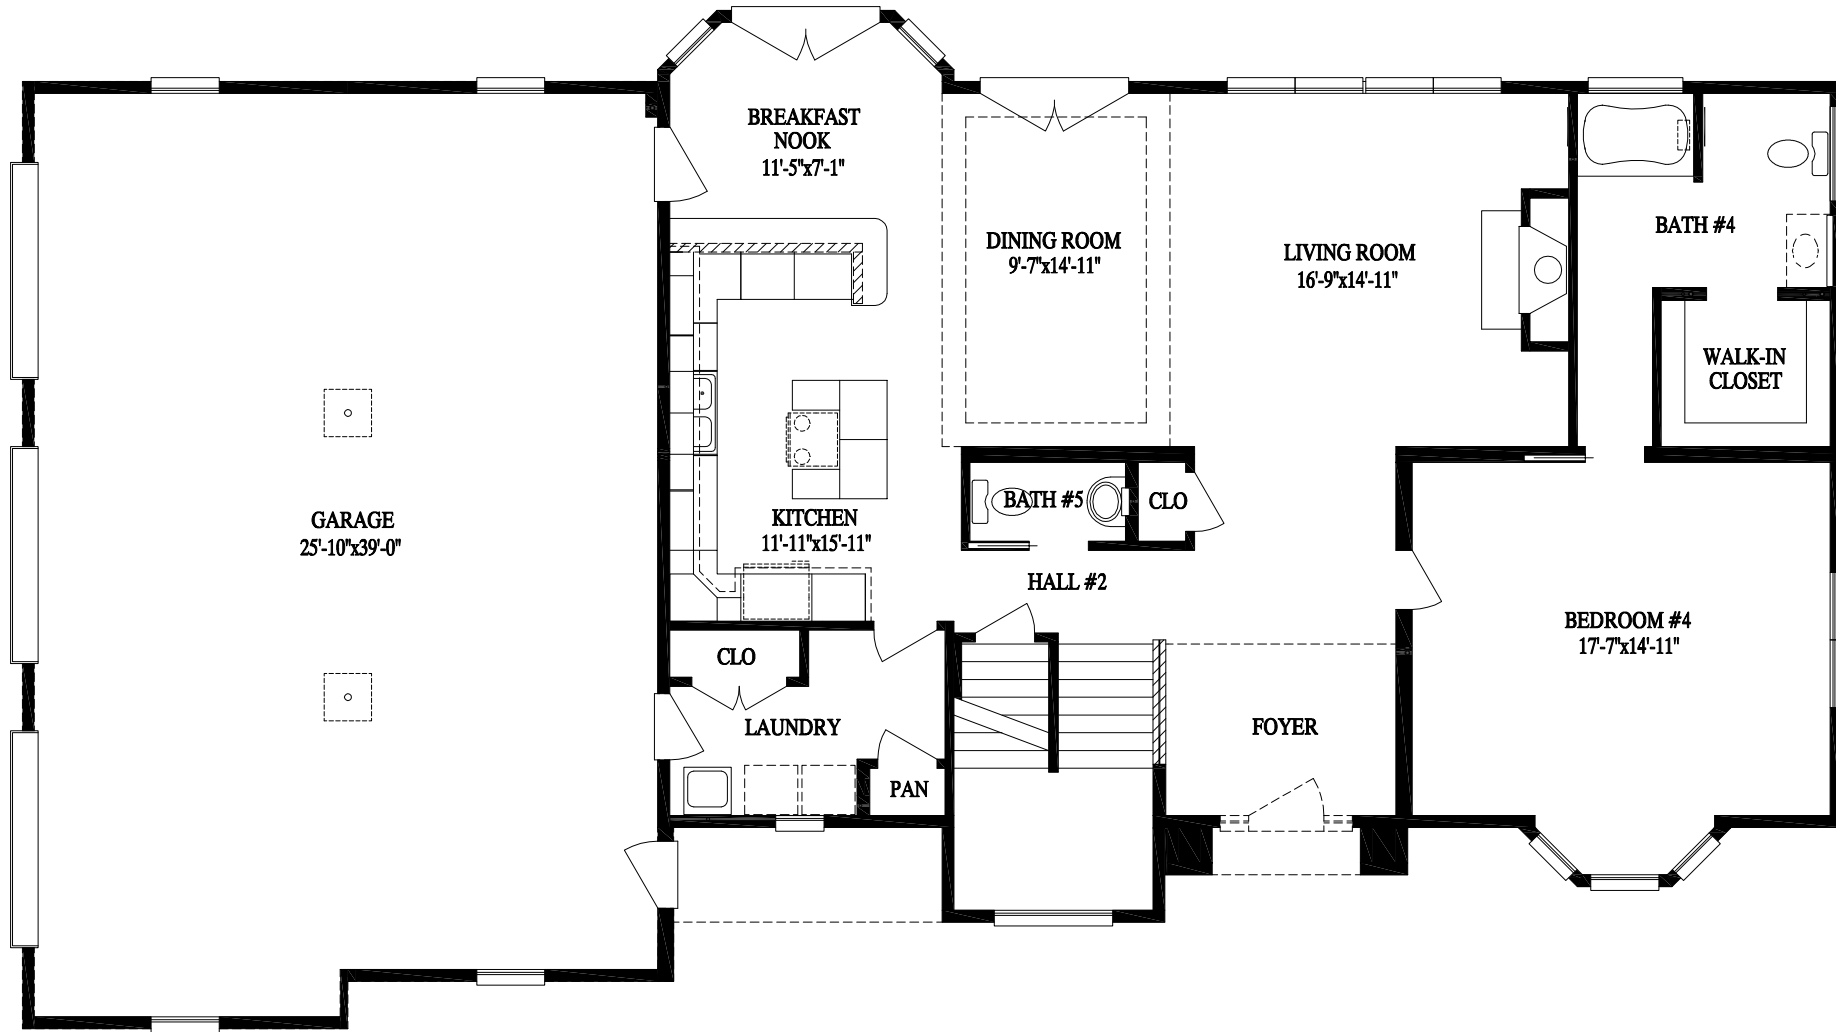 BREAKFAST
NOOK
11'-5"x7'-1"
DINING ROOM
9'-7"x14'-11"
LIVING ROOM
16'-9"x14'-11"
BATH #4
WALK-IN
CLOSET
GARAGE
25'-10"x39'-0"
KITCHEN
11'-11"x15'-11"
BATH #5
CLO
HALL #2
BEDROOM #4
17'-7"x14'-11"
CLO
LAUNDRY
FOYER
PAN